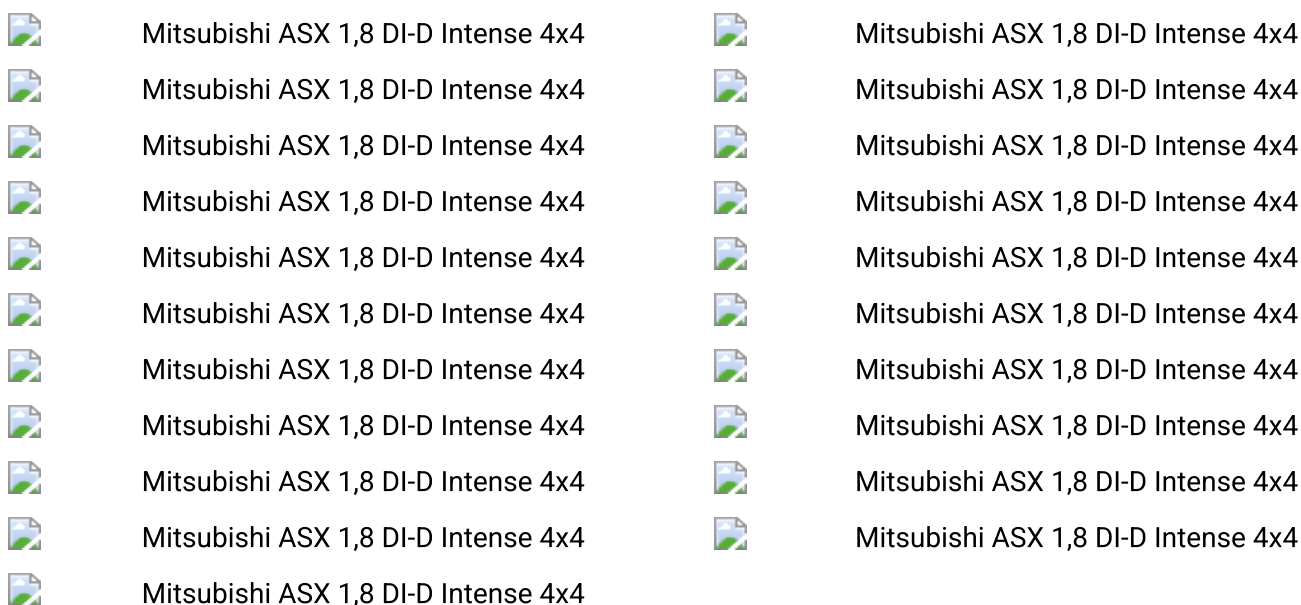 Mitsubishi ASX 1,8 DI-D Intense 4x4 Mitsubishi ASX 1,8 DI-D Intense 4x4
Mitsubishi ASX 1,8 DI-D Intense 4x4 Mitsubishi ASX 1,8 DI-D Intense 4x4
Mitsubishi ASX 1,8 DI-D Intense 4x4 Mitsubishi ASX 1,8 DI-D Intense 4x4
Mitsubishi ASX 1,8 DI-D Intense 4x4 Mitsubishi ASX 1,8 DI-D Intense 4x4
Mitsubishi ASX 1,8 DI-D Intense 4x4 Mitsubishi ASX 1,8 DI-D Intense 4x4
Mitsubishi ASX 1,8 DI-D Intense 4x4 Mitsubishi ASX 1,8 DI-D Intense 4x4
Mitsubishi ASX 1,8 DI-D Intense 4x4 Mitsubishi ASX 1,8 DI-D Intense 4x4
Mitsubishi ASX 1,8 DI-D Intense 4x4 Mitsubishi ASX 1,8 DI-D Intense 4x4
Mitsubishi ASX 1,8 DI-D Intense 4x4 Mitsubishi ASX 1,8 DI-D Intense 4x4
Mitsubishi ASX 1,8 DI-D Intense 4x4 Mitsubishi ASX 1,8 DI-D Intense 4x4
Mitsubishi ASX 1,8 DI-D Intense 4x4